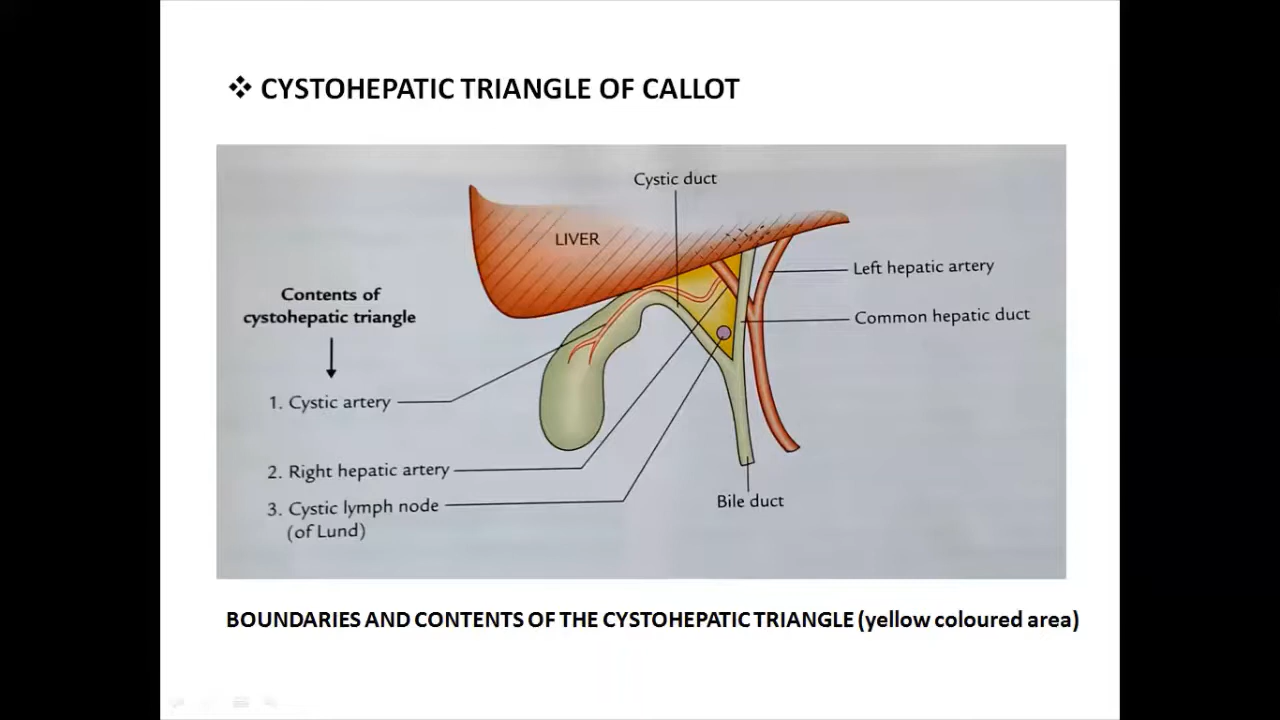 ❖ CYSTOHEPATIC TRIANGLE OF CALLOT
Cystic duct
LIVER
Left hepatic artery
Contents of
cystohepatic triangle
Common hepatic duct
1. Cystic artery
2. Right hepatic artery
3. Cystic lymph node
(of Lund)
Bile duct
BOUNDARIES AND CONTENTS OF THE CYSTOHEPATIC TRIANGLE (yellow coloured area)